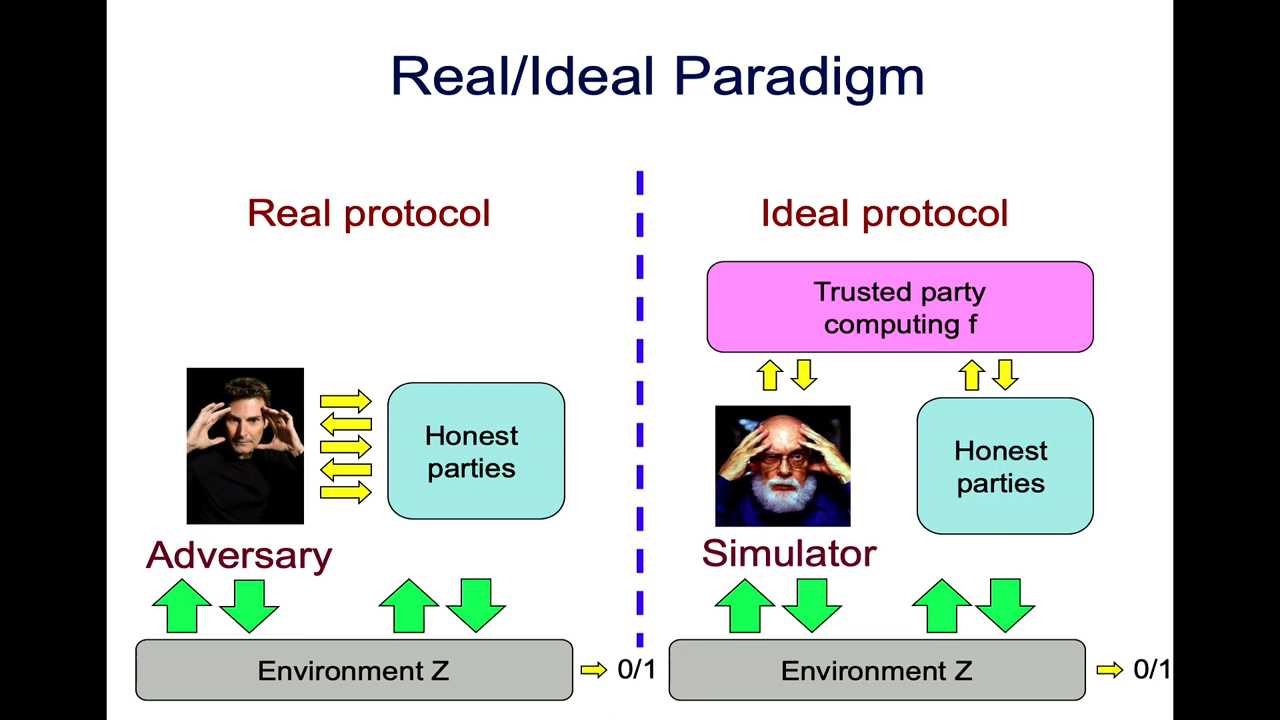 Real/Ideal Paradigm
Real protocol
Honest
parties
Adversary
Environment Z
0/1
Ideal protocol
Trusted party
computing f
Honest
parties
Simulator
Environment Z
0/1